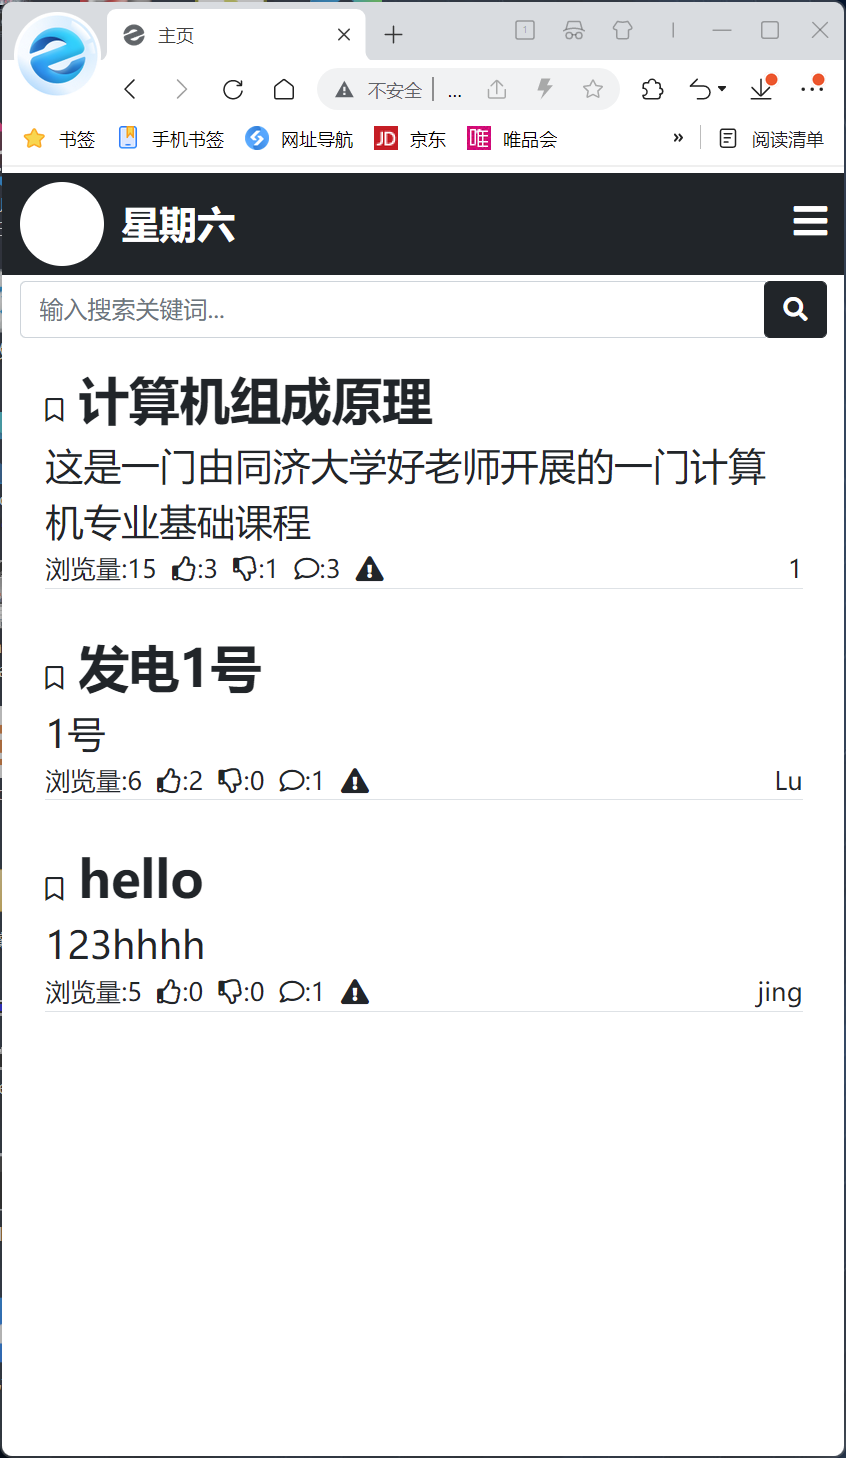 主页
1
不安全 ...
书签 手机书签 网址导航 JD 京东 唯 唯品会 » 阅读清单
星期六
输入搜索关键词...
计算机组成原理
这是一门由同济大学好老师开展的一门计算
机专业基础课程
浏览量:15 :3 :1 :3 1
发电1号
1号
浏览量:6 :2 :0 :1 Lu
hello
123hhhh
浏览量:5 :0 :0 :1 jing